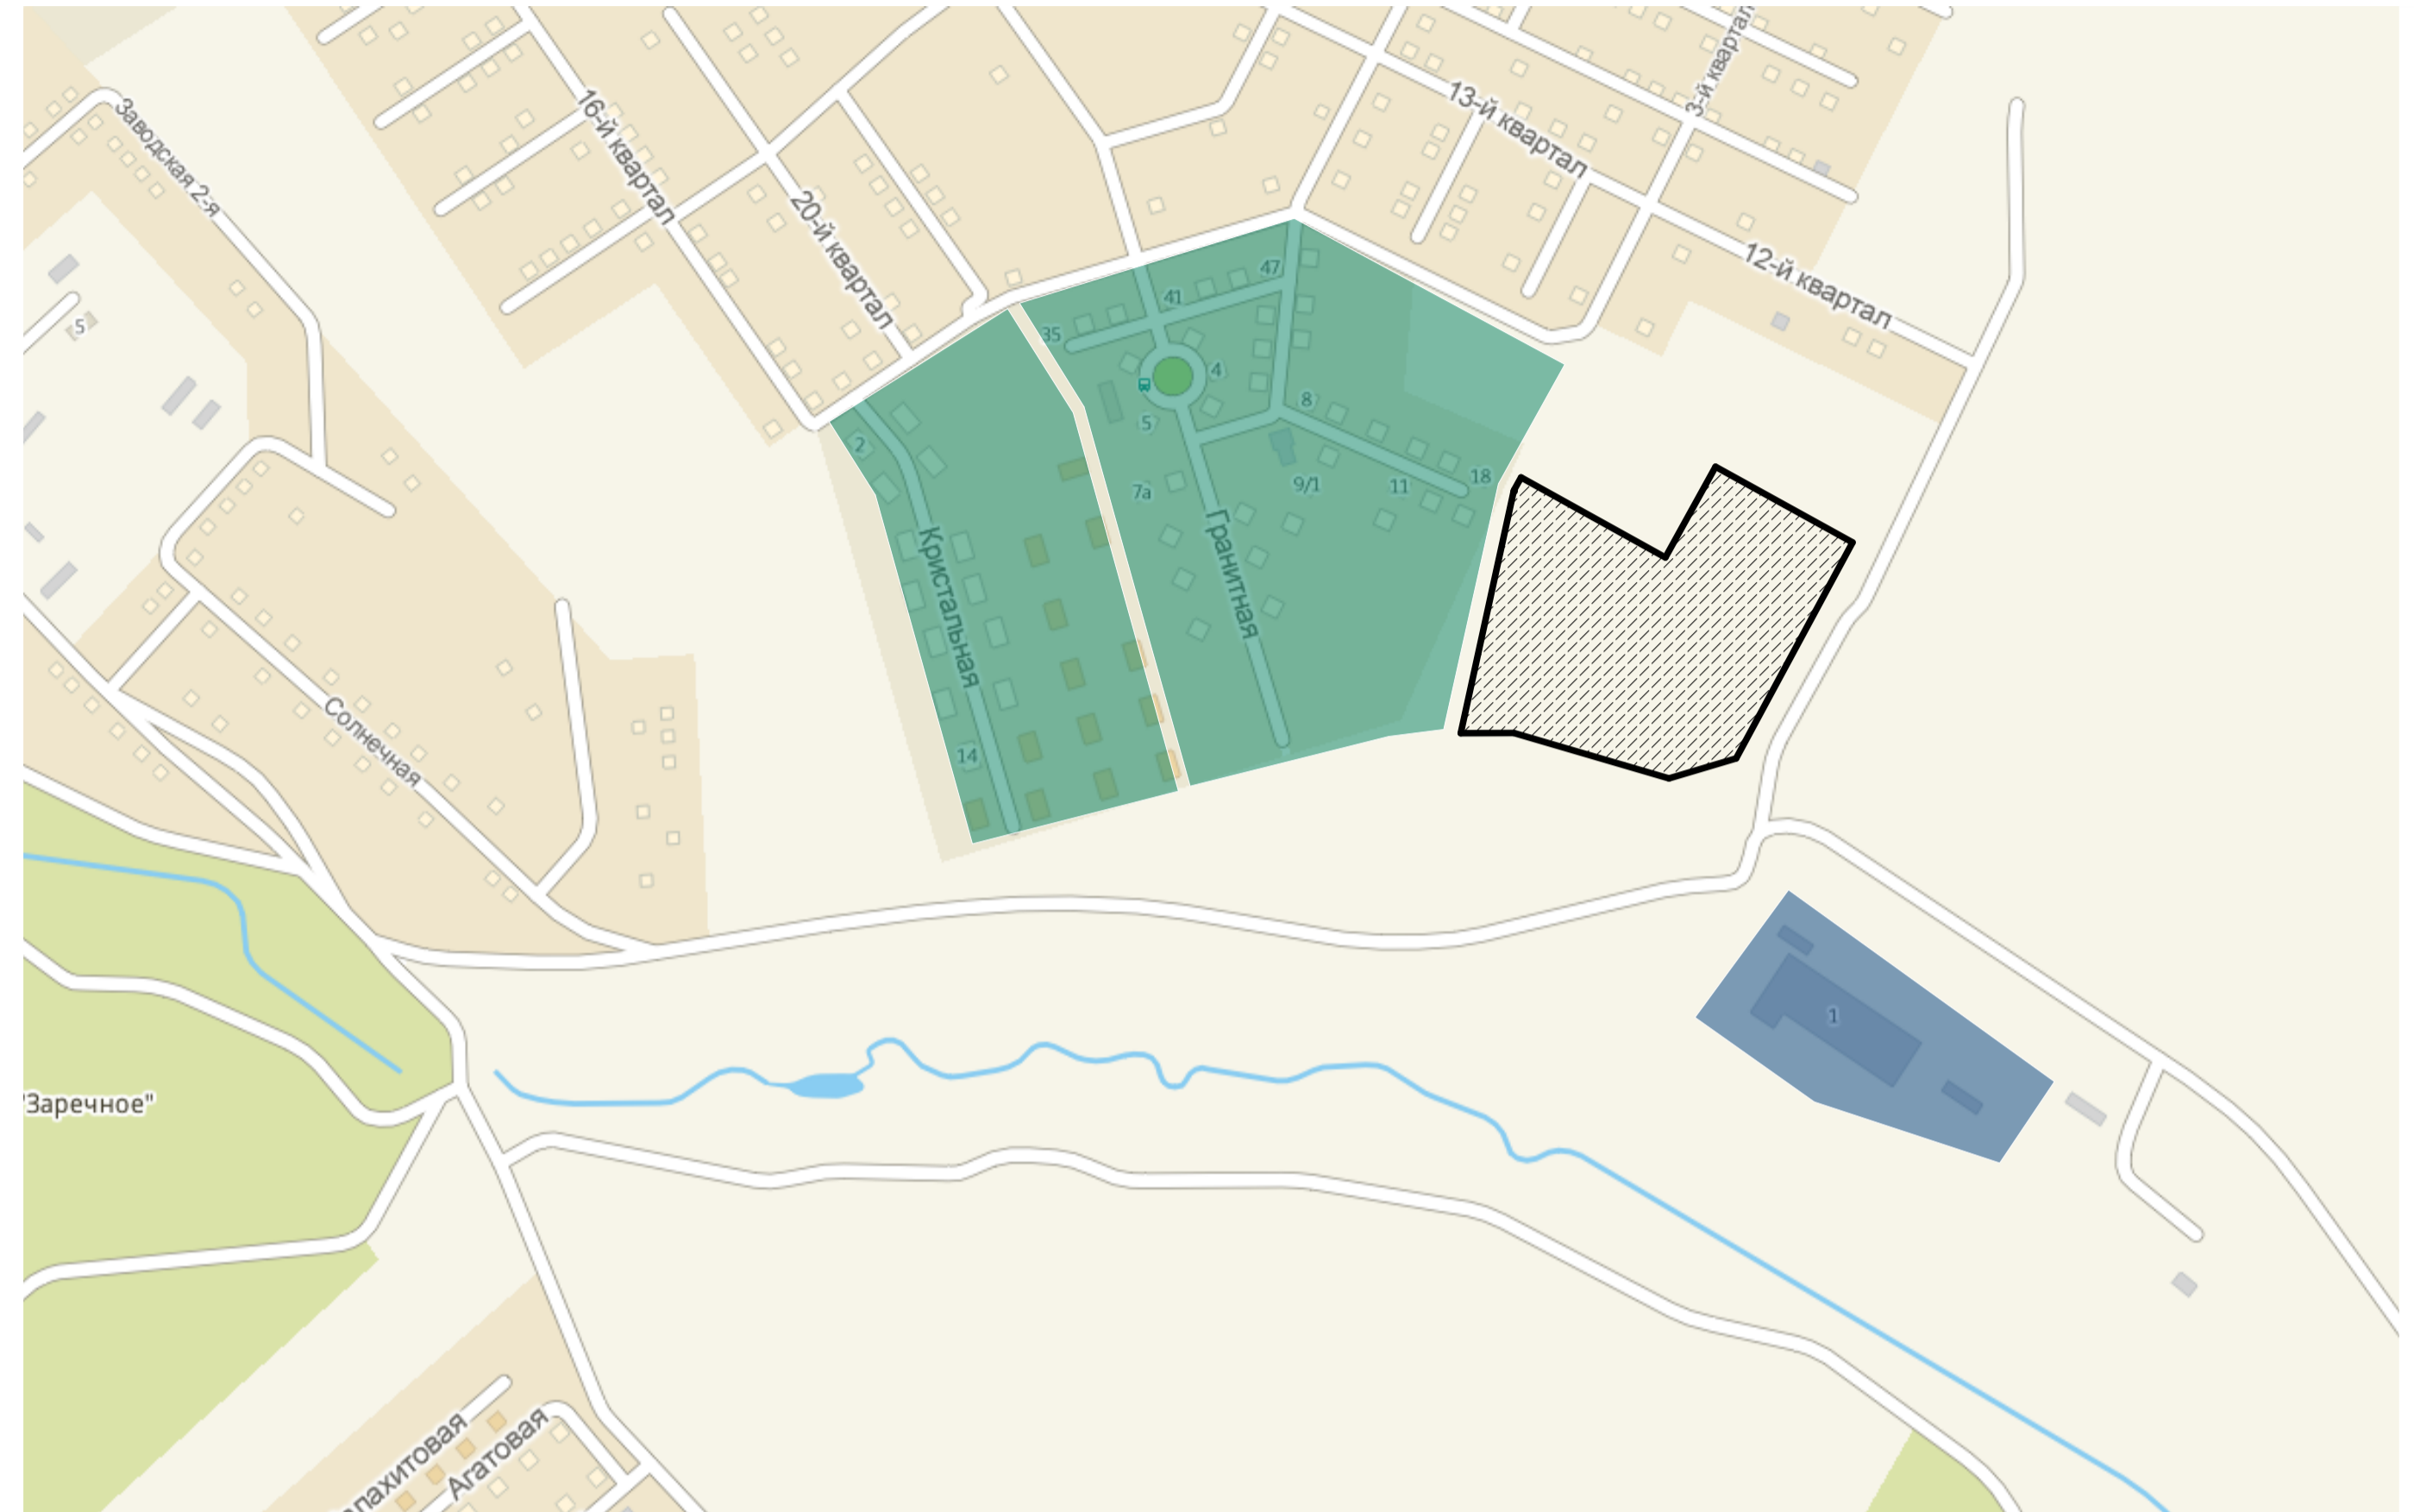 3-й квартал
13-й квартал
16-й квартал
Заводская 2-я
20-й квартал
12-й квартал
47
41
5
35
4
8
5
2
18
7а
9/1
11
Гранитная
Кристальная
Солнечная
14
1
"Заречное"
Агатовая